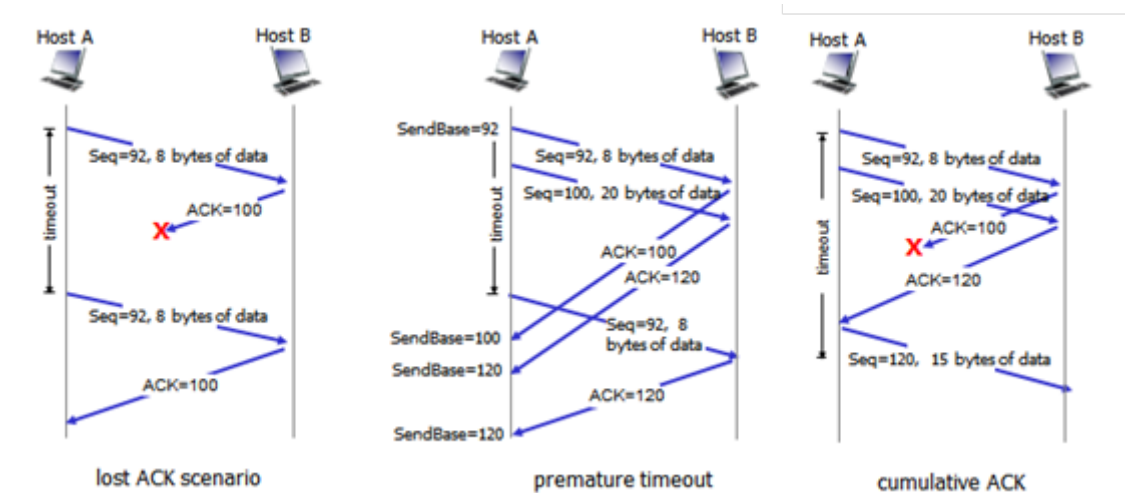 Host A
Host B
Seq=92, 8 bytes of data
ACK=100
X
timeout
Seq=92, 8 bytes of data
ACK=100
lost ACK scenario
Host A
Host B
SendBase=92
Seq=92, 8 bytes of data
Seq=100, 20 bytes of data
timeout
ACK=100
ACK=120
Seq=92, 8
bytes of data
SendBase=100
SendBase=120
ACK=120
SendBase=120
premature timeout
Host A
Host B
Seq=92, 8 bytes of data
Seq=100, 20 bytes of data
ACK=100
X
timeout
ACK=120
Seq=120, 15 bytes of data
cumulative ACK